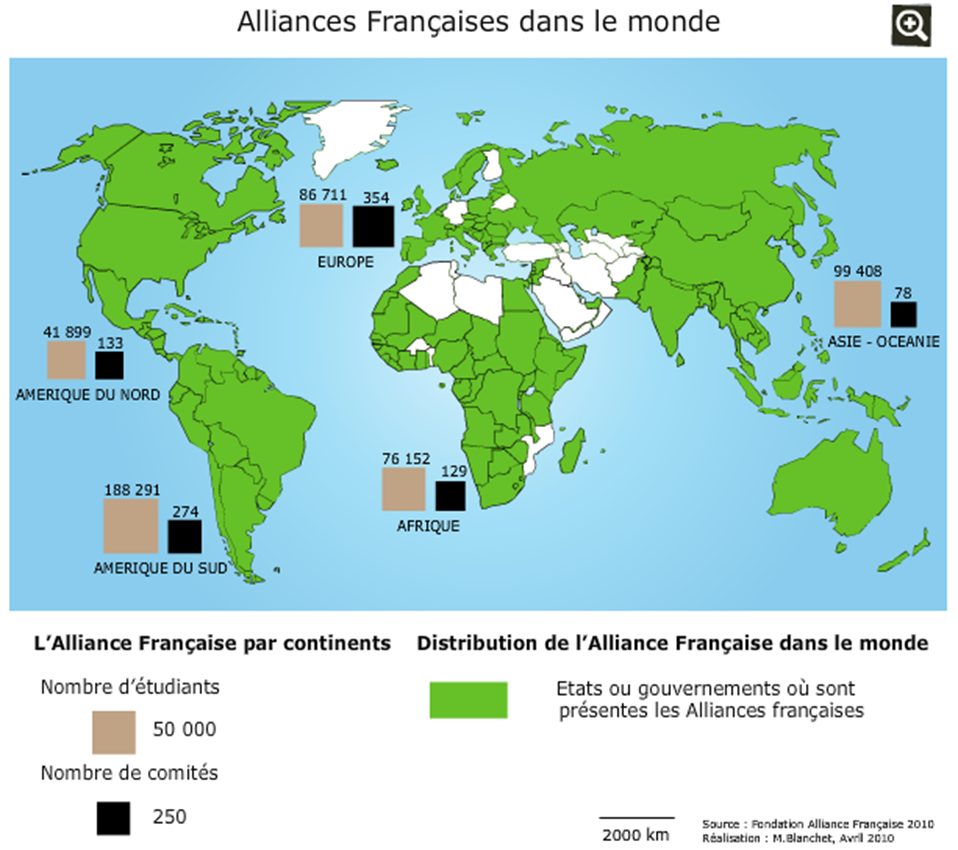 Alliances Françaises dans le monde
86 711
354
EUROPE
99 408
78
ASIE - OCEANIE
41 899
133
AMERIQUE DU NORD
76 152
129
AFRIQUE
188 291
274
AMERIQUE DU SUD
L’Alliance Française par continents
Nombre d’étudiants
50 000
Nombre de comités
250
Distribution de l’Alliance Française dans le monde
Etats ou gouvernements où sont
présentes les Alliances françaises
2000 km
Source : Fondation Alliance Française 2010
Réalisation : M.Blanchet, Avril 2010